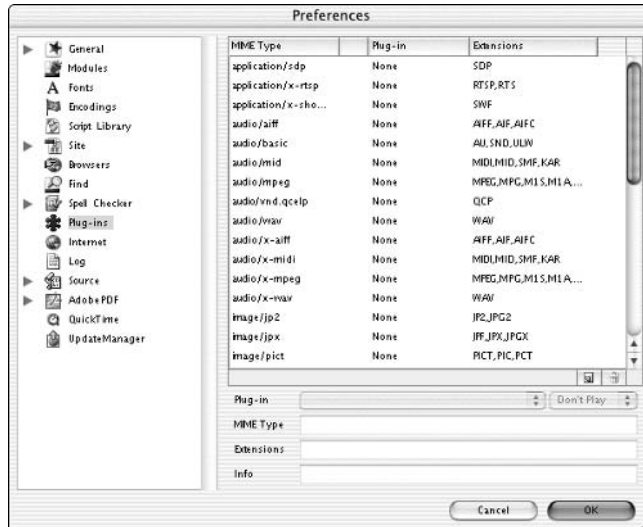 Preferences
General
Modules
Fonts
Encodings
Script Library
Site
Browsers
Find
Spell Checker
Plug-ins
Internet
Log
Source
AdobePDF
QuickTime
UpdateManager
MIME Type Plug-in Extensions
application/sdp None SDP
application/x-rtsp None RTSP,RTS
application/x-sho... None SWF
audio/aiff None AIFF,AIF,AIFC
audio/basic None AU,SND,ULW
audio/mid None MIDI,MID,SMF,KAR
audio/mpeg None MPEG,MPG,M1S,M1A,...
audio/vnd.qcelp None QCP
audio/wav None WAV
audio/x-aiff None AIFF,AIF,AIFC
audio/x-midi None MIDI,MID,SMF,KAR
audio/x-mpeg None MPEG,MPG,M1S,M1A,...
audio/x-wav None WAV
image/jp2 None JP2,JPG2
image/jpx None JPF,JPX,JPGX
image/pict None PICT,PIC,PCT
Plug-in Don't Play
MIME Type
Extensions
Info
Cancel OK